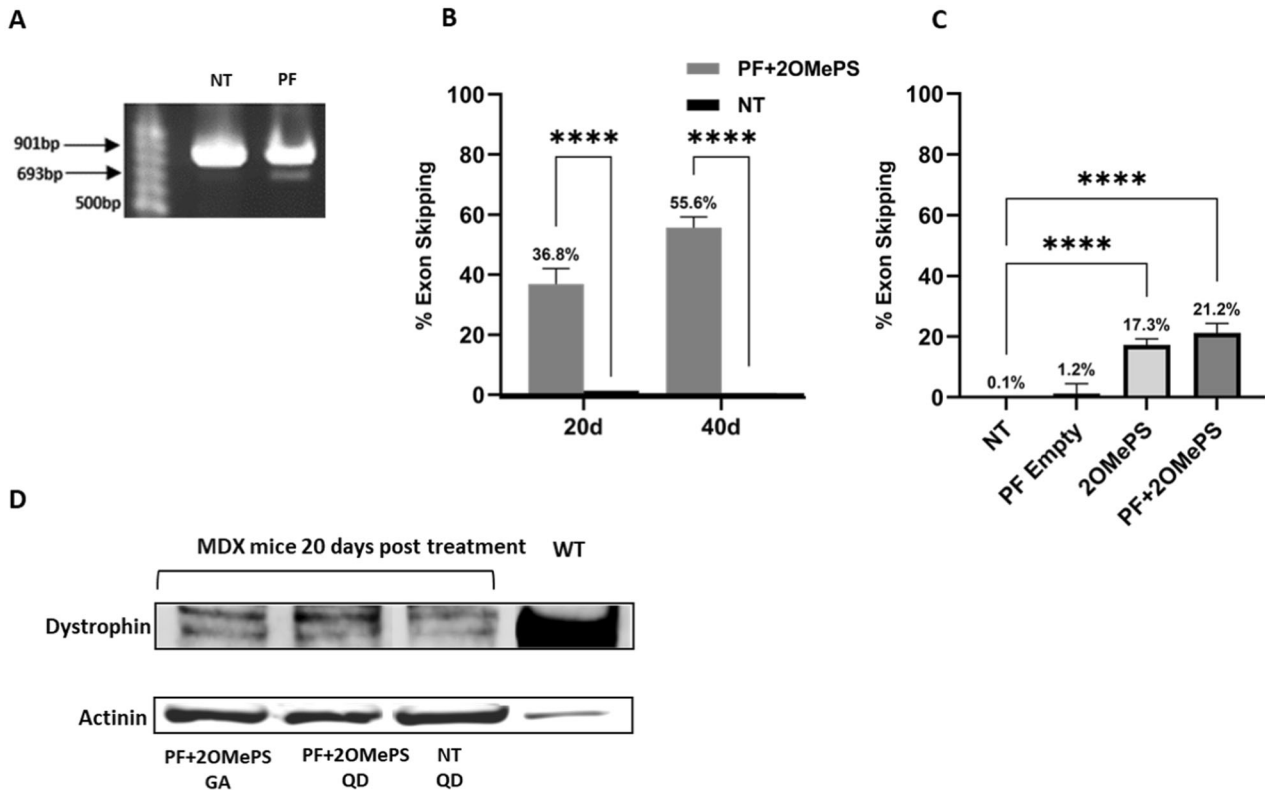 A
NT PF
901bp
693bp
500bp
B
PF+2OMePS
NT
% Exon Skipping
100
80
60
40
20
0
****
****
36.8%
55.6%
20d
40d
C
% Exon Skipping
100
80
60
40
20
0
****
****
0.1%
1.2%
17.3%
21.2%
NT
PF Empty
2OMePS
PF+2OMePS
D
MDX mice 20 days post treatment
WT
Dystrophin
Actinin
PF+2OMePS
GA
PF+2OMePS
QD
NT
QD